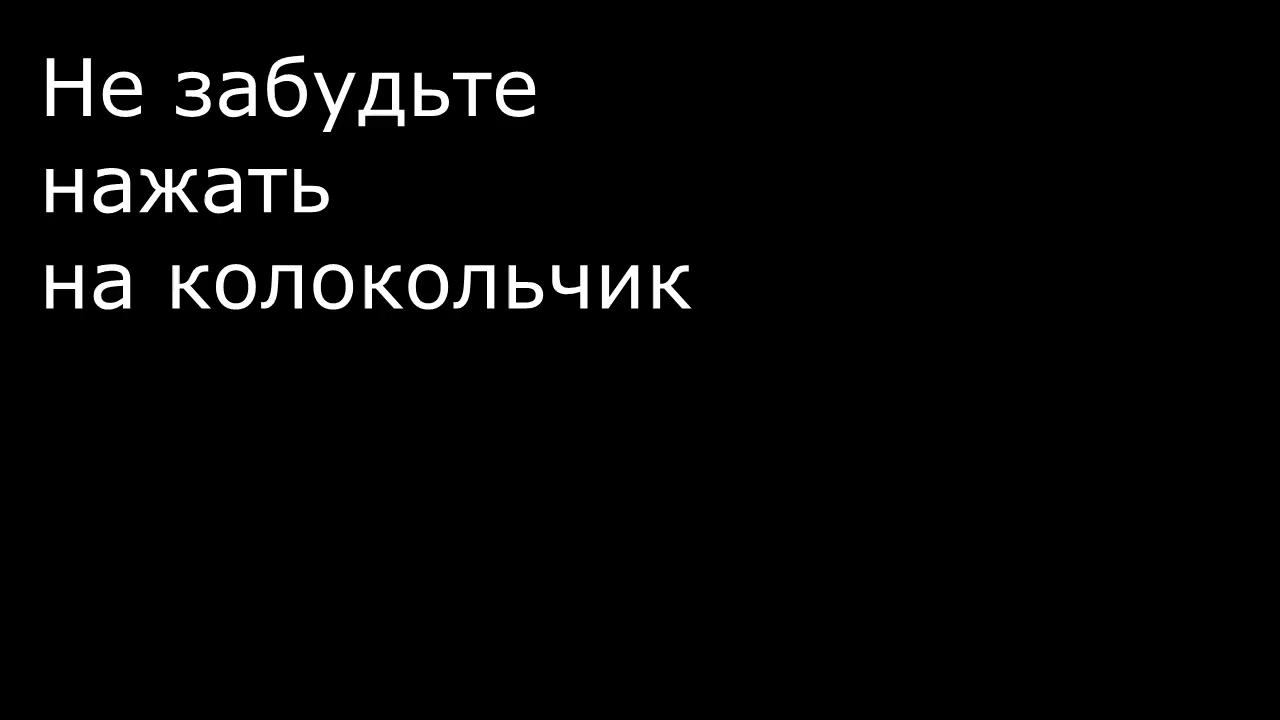 Не забудьте
нажать
на колокольчик